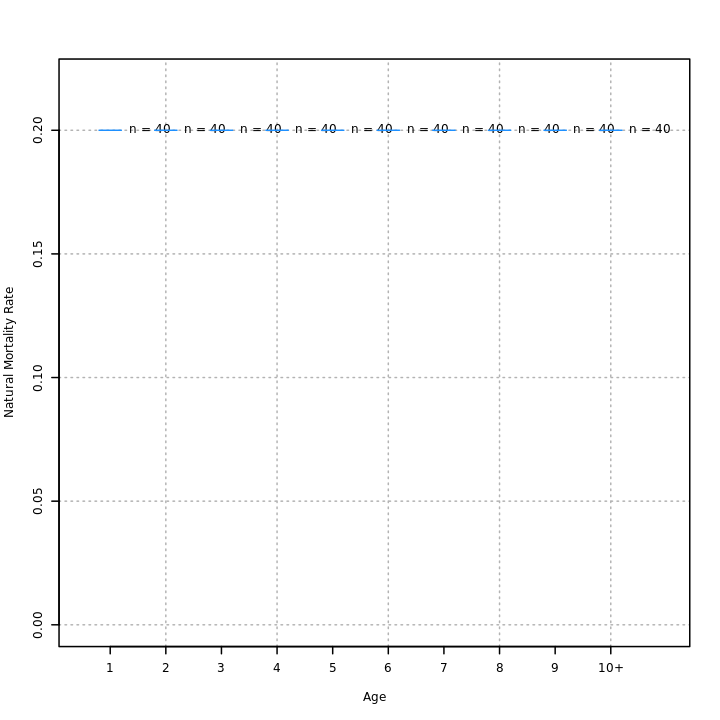 0.20
n = 40 n = 40 n = 40 n = 40 n = 40 n = 40 n = 40 n = 40 n = 40 n = 40
0.15
0.10
0.05
0.00
Natural Mortality Rate
1 2 3 4 5 6 7 8 9 10+
Age